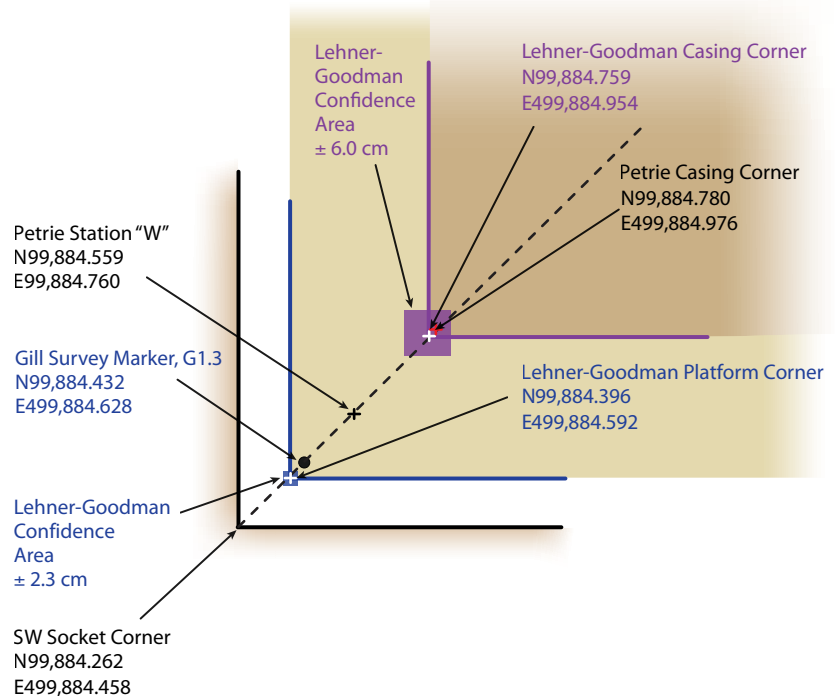 Lehner-
Goodman
Confidence
Area
± 6.0 cm
Lehner-Goodman Casing Corner
N99,884.759
E499,884.954
Petrie Casing Corner
N99,884.780
E499,884.976
Petrie Station “W”
N99,884.559
E99,884.760
Gill Survey Marker, G1.3
N99,884.432
E499,884.628
Lehner-Goodman Platform Corner
N99,884.396
E499,884.592
Lehner-Goodman
Confidence
Area
± 2.3 cm
SW Socket Corner
N99,884.262
E499,884.458